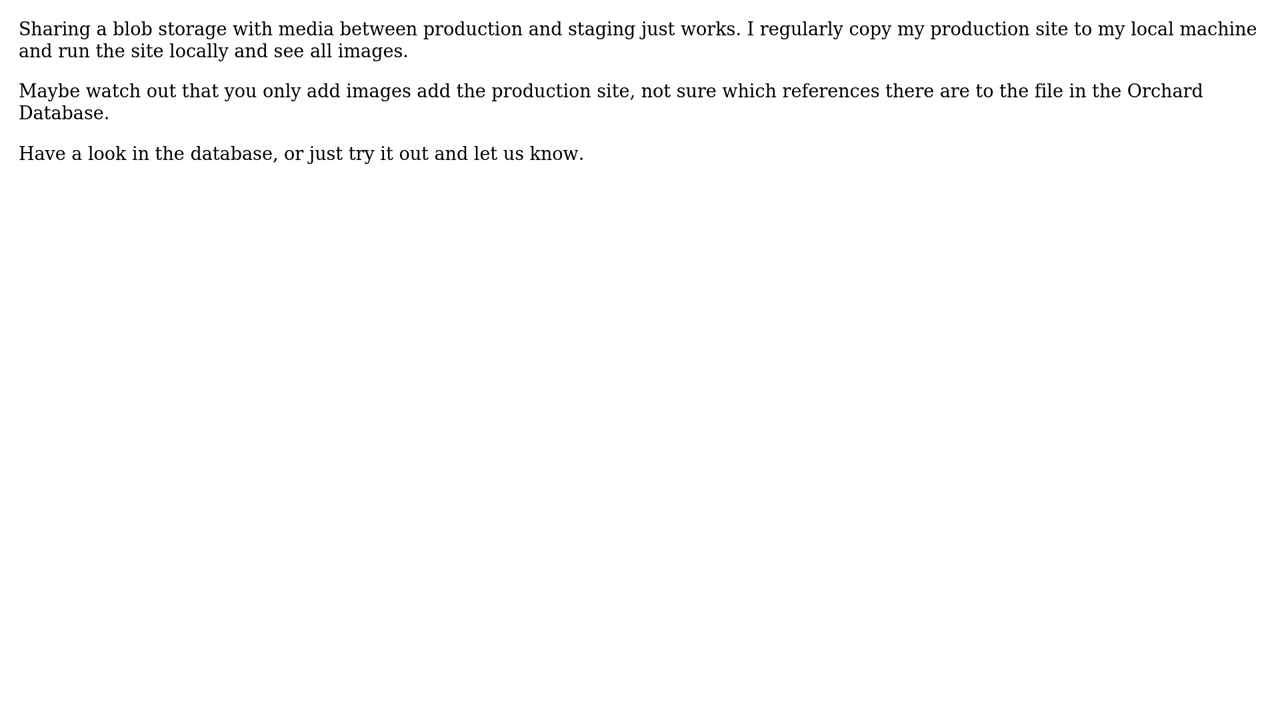 Sharing a blob storage with media between production and staging just works. I regularly copy my production site to my local machine
and run the site locally and see all images.
Maybe watch out that you only add images add the production site, not sure which references there are to the file in the Orchard
Database.
Have a look in the database, or just try it out and let us know.